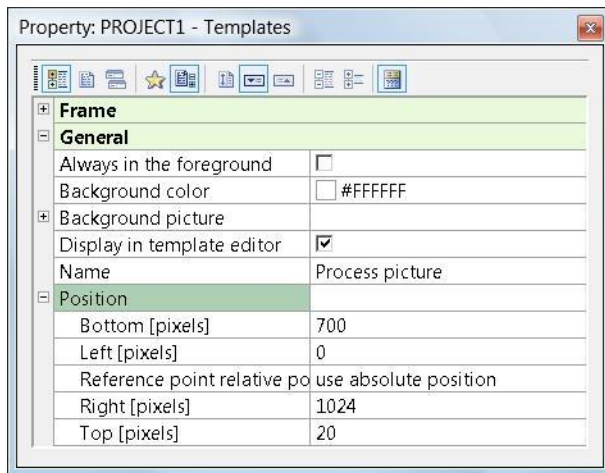 Property: PROJECT1 - Templates
Frame
General
Always in the foreground
Background color #FFFFFF
Background picture
Display in template editor
Name Process picture
Position
Bottom [pixels] 700
Left [pixels] 0
Reference point relative po use absolute position
Right [pixels] 1024
Top [pixels] 20